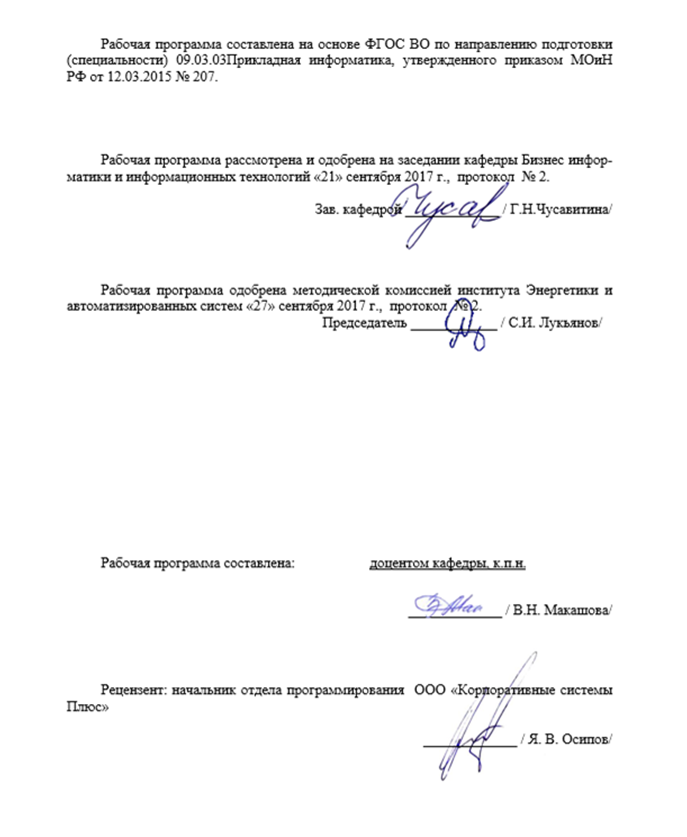 Рабочая программа составлена на основе ФГОС ВО по направлению подготовки
(специальности) 09.03.03Прикладная информатика, утвержденного приказом МОиН
РФ от 12.03.2015 № 207.
Рабочая программа рассмотрена и одобрена на заседании кафедры Бизнес инфор-
матики и информационных технологий «21» сентября 2017 г., протокол № 2.
Зав. кафедрой ____________ / Г.Н.Чусавитина/
Рабочая программа одобрена методической комиссией института Энергетики и
автоматизированных систем «27» сентября 2017 г., протокол № 2.
Председатель ____________ / С.И. Лукьянов/
Рабочая программа составлена: доцентом кафедры, к.п.н.
____________ / В.Н. Макашова/
Рецензент: начальник отдела программирования ООО «Корпоративные системы
Плюс»
____________ / Я. В. Осипов/